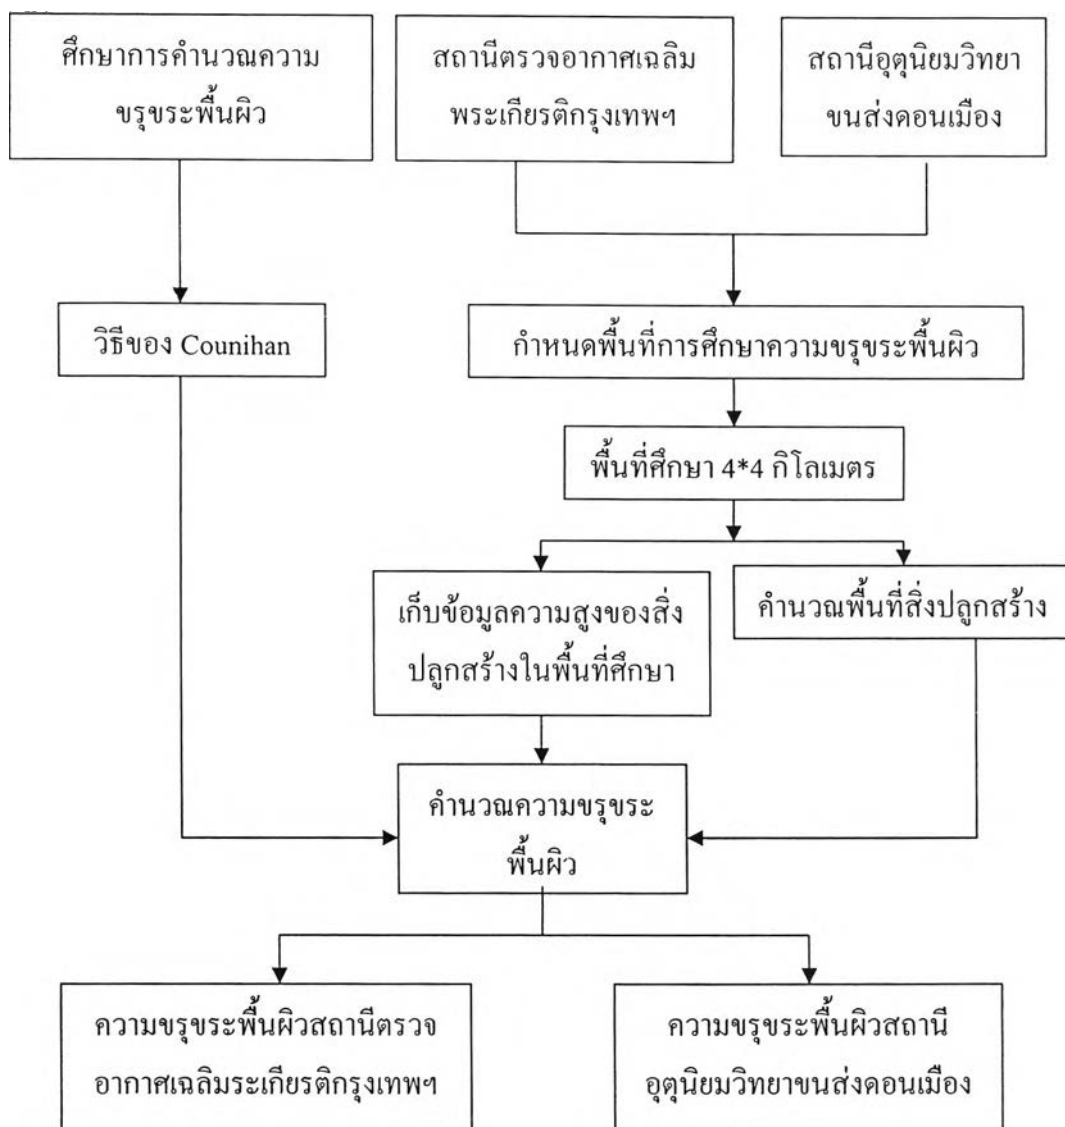 ศึกษาการคำนวณความ
ขรุขระพื้นผิว
สถานีตรวจอากาศเฉลิม
พระเกียรติกรุงเทพฯ
สถานีอุตุนิยมวิทยา
ขนส่งดอนเมือง
วิธีของ Counihan
กำหนดพื้นที่การศึกษาความขรุขระพื้นผิว
พื้นที่ศึกษา 4*4 กิโลเมตร
เก็บข้อมูลความสูงของสิ่ง
ปลูกสร้างในพื้นที่ศึกษา
คำนวณพื้นที่สิ่งปลูกสร้าง
คำนวณความขรุขระ
พื้นผิว
ความขรุขระพื้นผิวสถานีตรวจ
อากาศเฉลิมระเกียรติกรุงเทพฯ
ความขรุขระพื้นผิวสถานี
อุตุนิยมวิทยาขนส่งดอนเมือง